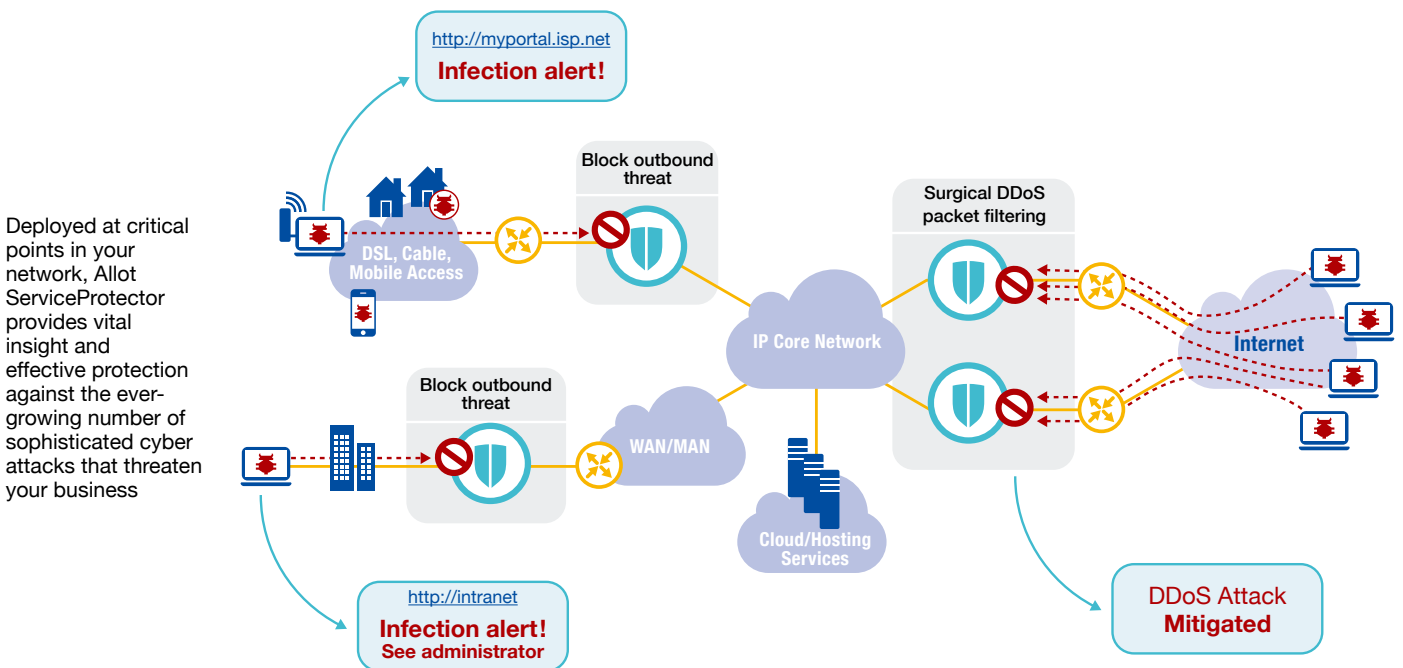 http://myportal.isp.net
Infection alert!
Block outbound
threat
Surgical DDoS
packet filtering
Deployed at critical
points in your
network, Allot
ServiceProtector
provides vital
insight and
effective protection
against the ever-
growing number of
sophisticated cyber
attacks that threaten
your business
DSL, Cable,
Mobile Access
IP Core Network
Internet
Block outbound
threat
WAN/MAN
Cloud/Hosting
Services
http://intranet
Infection alert!
See administrator
DDoS Attack
Mitigated